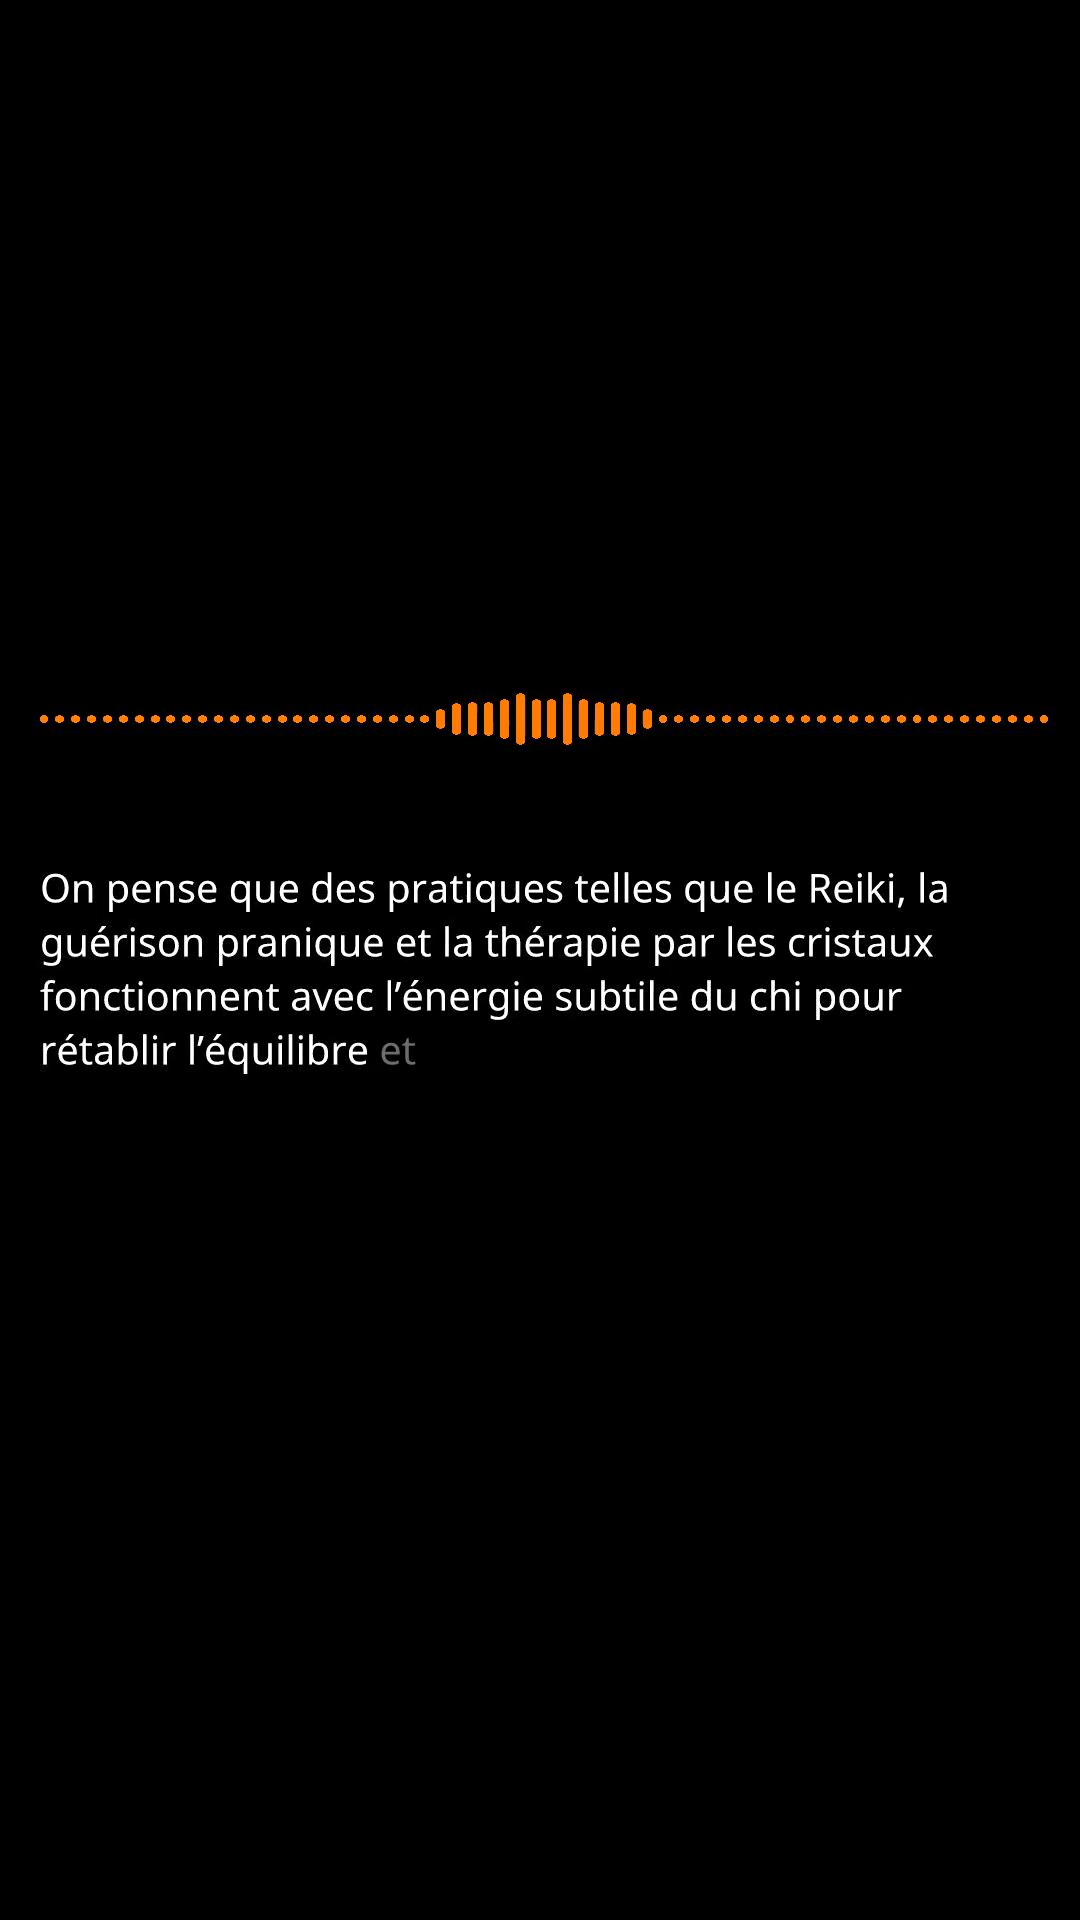 On pense que des pratiques telles que le Reiki, la
guérison pranique et la thérapie par les cristaux
fonctionnent avec l’énergie subtile du chi pour
rétablir l’équilibre et